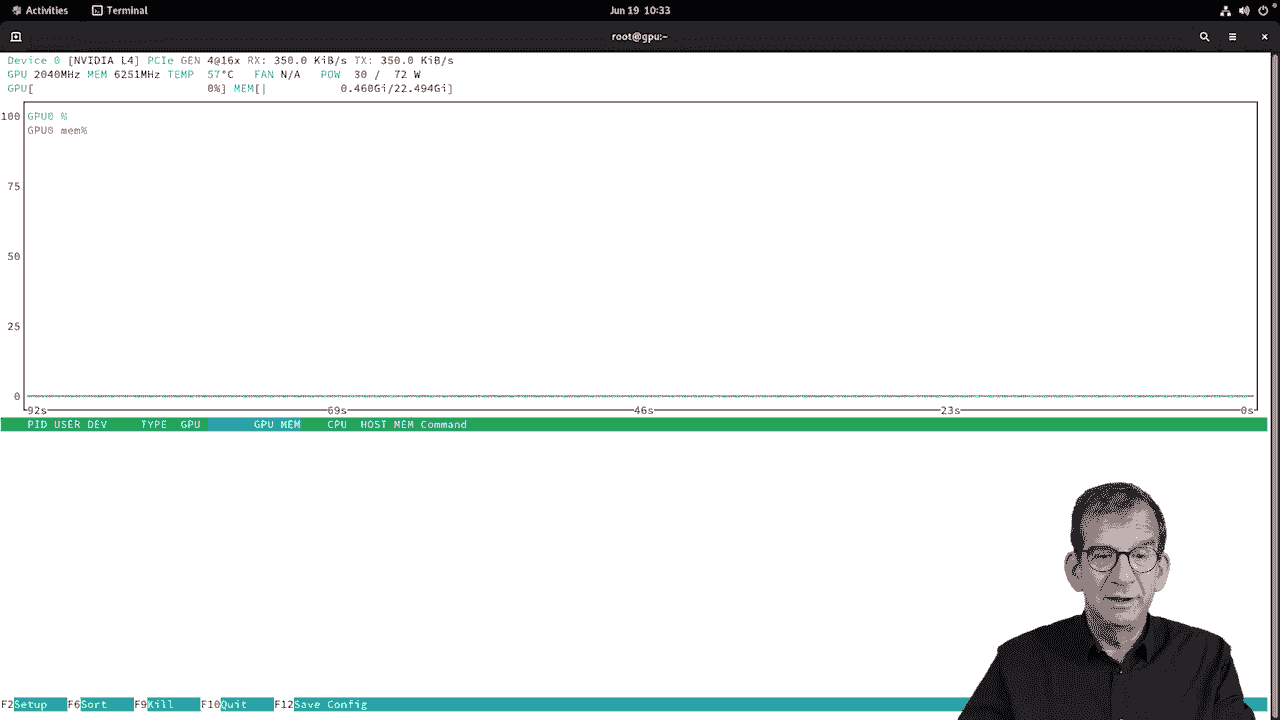 Activities Terminal Jun 19 10:33
root@gpu:~
Device 0 [NVIDIA L4] PCIe GEN 4@16x RX: 350.0 KiB/s TX: 350.0 KiB/s
GPU 2040MHz MEM 6251MHz TEMP 57°C FAN N/A POW 30 / 72 W
GPU[ 0%] MEM[| 0.460Gi/22.494Gi]
100 GPU0 %
GPU0 mem%
75
50
25
0
92s 69s 46s 23s 0s
PID USER DEV TYPE GPU GPU MEM CPU HOST MEM Command
F2Setup F6Sort F9Kill F10Quit F12Save Config